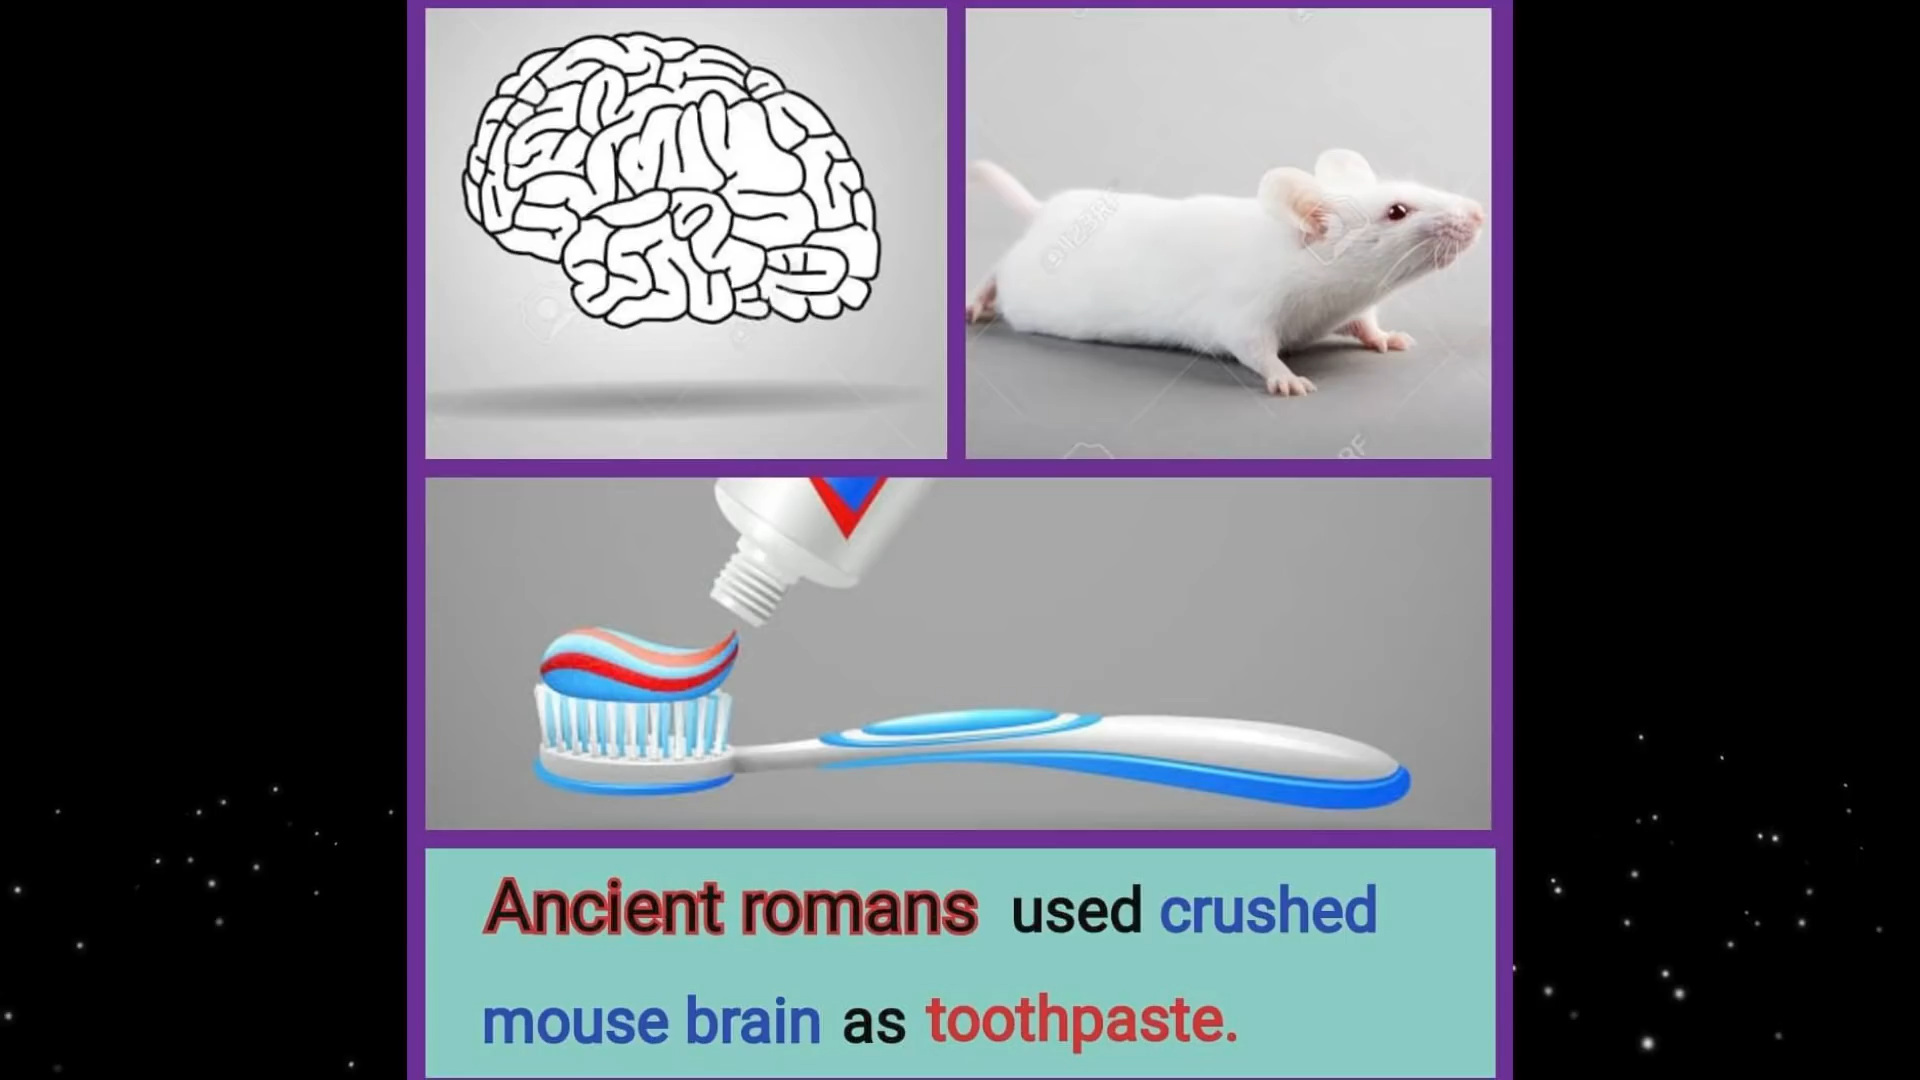 Ancient romans used crushed
mouse brain as toothpaste.